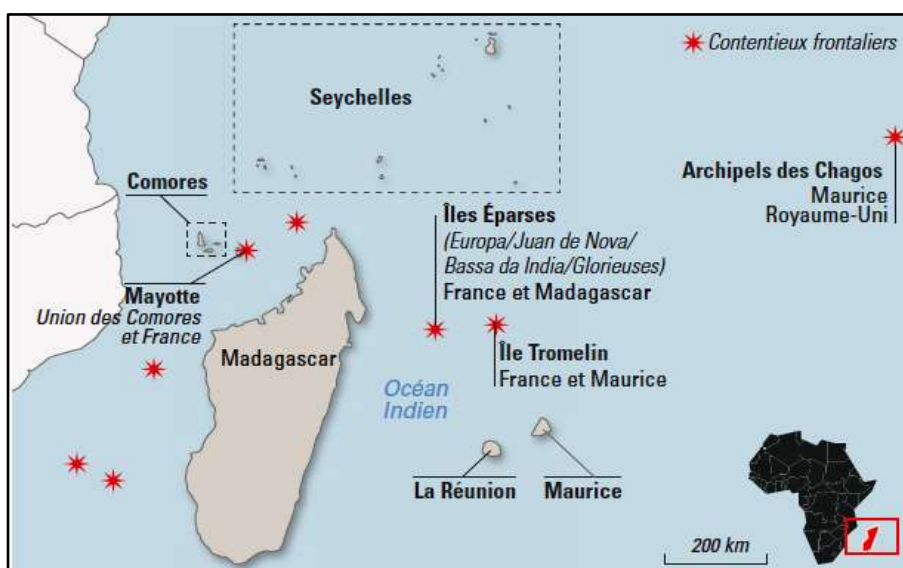 Contentieux frontaliers
Seychelles
Archipels des Chagos
Maurice
Royaume-Uni
Comores
Îles Éparses
(Europa/Juan de Nova/
Bassa da India/Glorieuses)
France et Madagascar
Mayotte
Union des Comores
et France
Madagascar
Île Tromelin
France et Maurice
Océan
Indien
La Réunion
Maurice
200 km